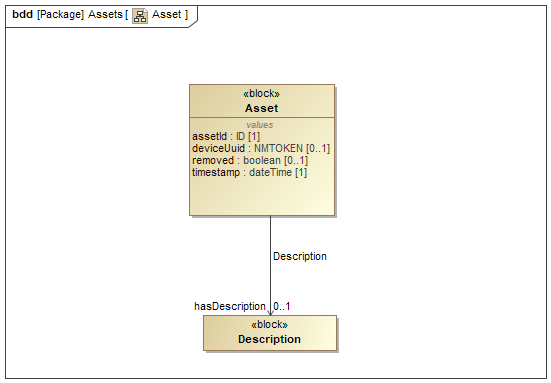 bdd [Package] Assets [ Asset ]
«block»
Asset
values
assetId : ID [1]
deviceUuid : NMTOKEN [0..1]
removed : boolean [0..1]
timestamp : dateTime [1]
Description
hasDescription 0..1
«block»
Description